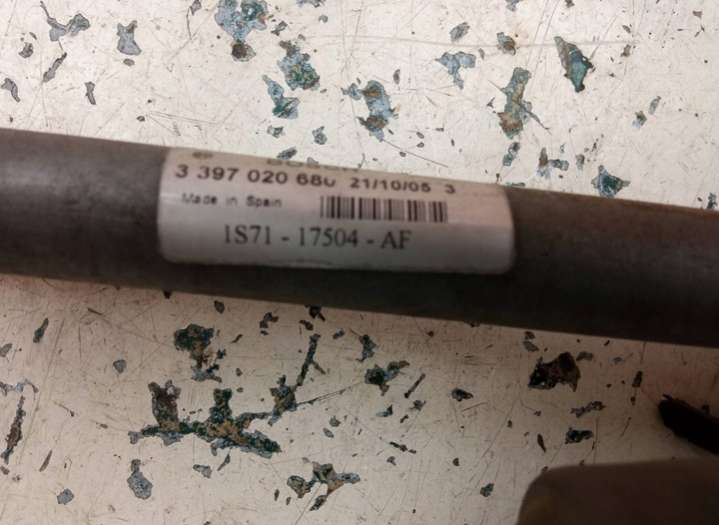 3 397 020 680 21/10/05 3
Made in Spain
1S71 - 17504 - AF